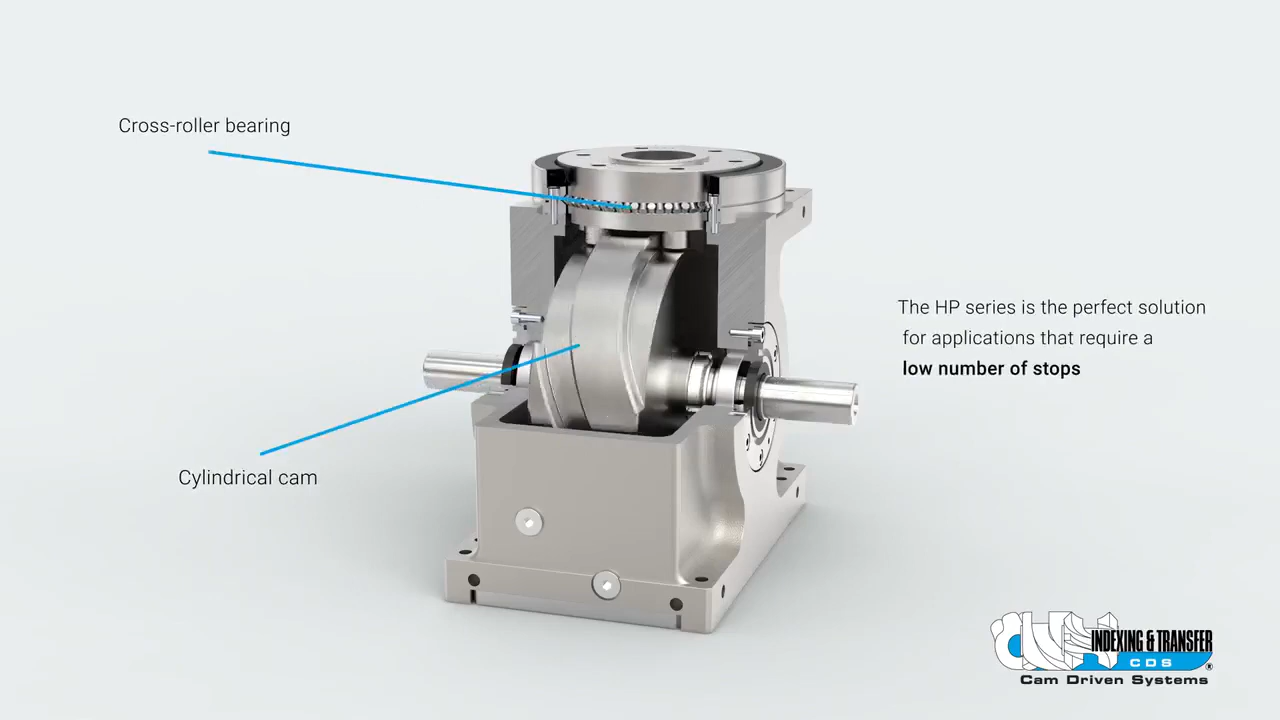 Cross-roller bearing
The HP series is the perfect solution
for applications that require a
low number of stops
Cylindrical cam
INDEXING & TRANSFER
CDS
®
Cam Driven Systems